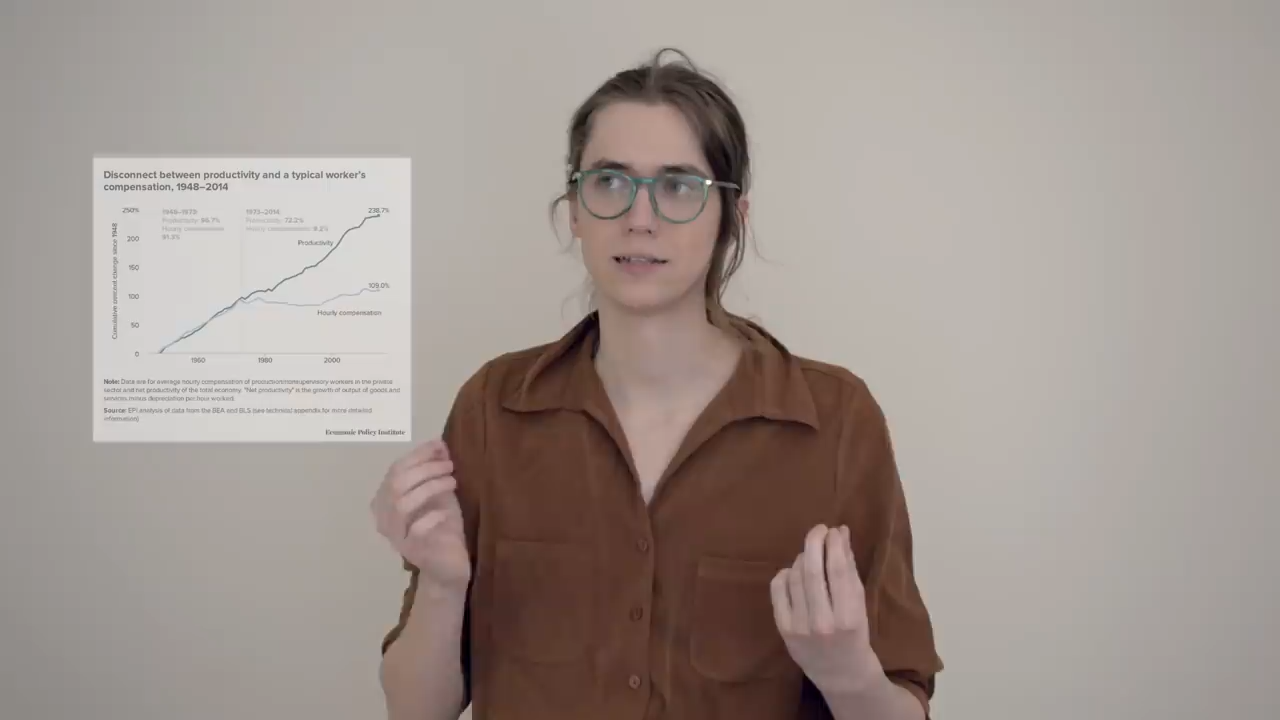 Disconnect between productivity and a typical worker's
compensation, 1948–2014
250%
200
150
100
50
0
Cumulative percent change since 1948
1948–1973:
Productivity: 96.7%
Hourly compensation:
91.3%
1973–2014:
Productivity: 72.2%
Hourly compensation: 9.2%
238.7%
Productivity
109.0%
Hourly compensation
1960
1980
2000
Note: Data are for average hourly compensation of production/nonsupervisory workers in the private
sector and net productivity of the total economy. "Net productivity" is the growth of output of goods and
services minus depreciation per hour worked.
Source: EPI analysis of data from the BEA and BLS (see technical appendix for more detailed
information)
Economic Policy Institute